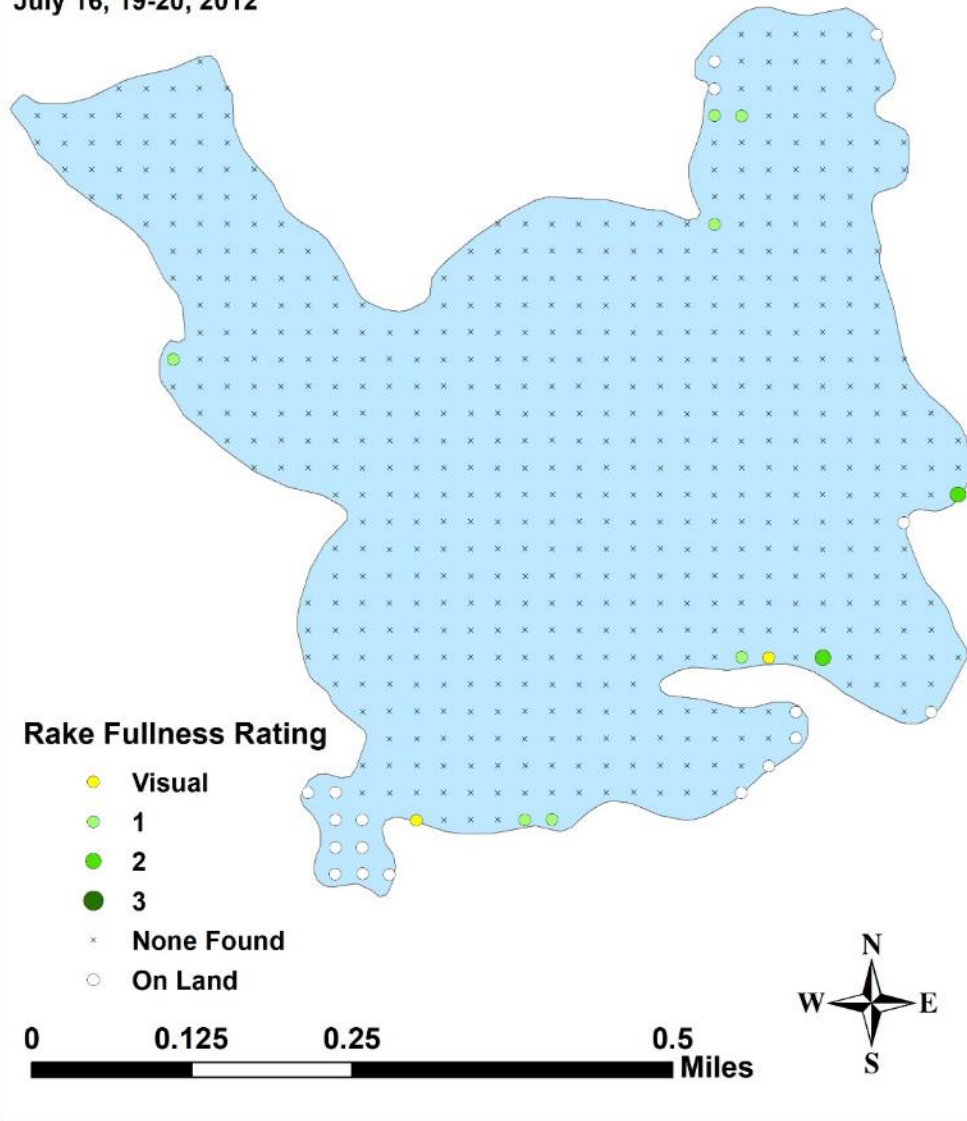 July 16, 19-20, 2012
Rake Fullness Rating
Visual
1
2
3
None Found
On Land
N
W E
S
0 0.125 0.25 0.5
Miles